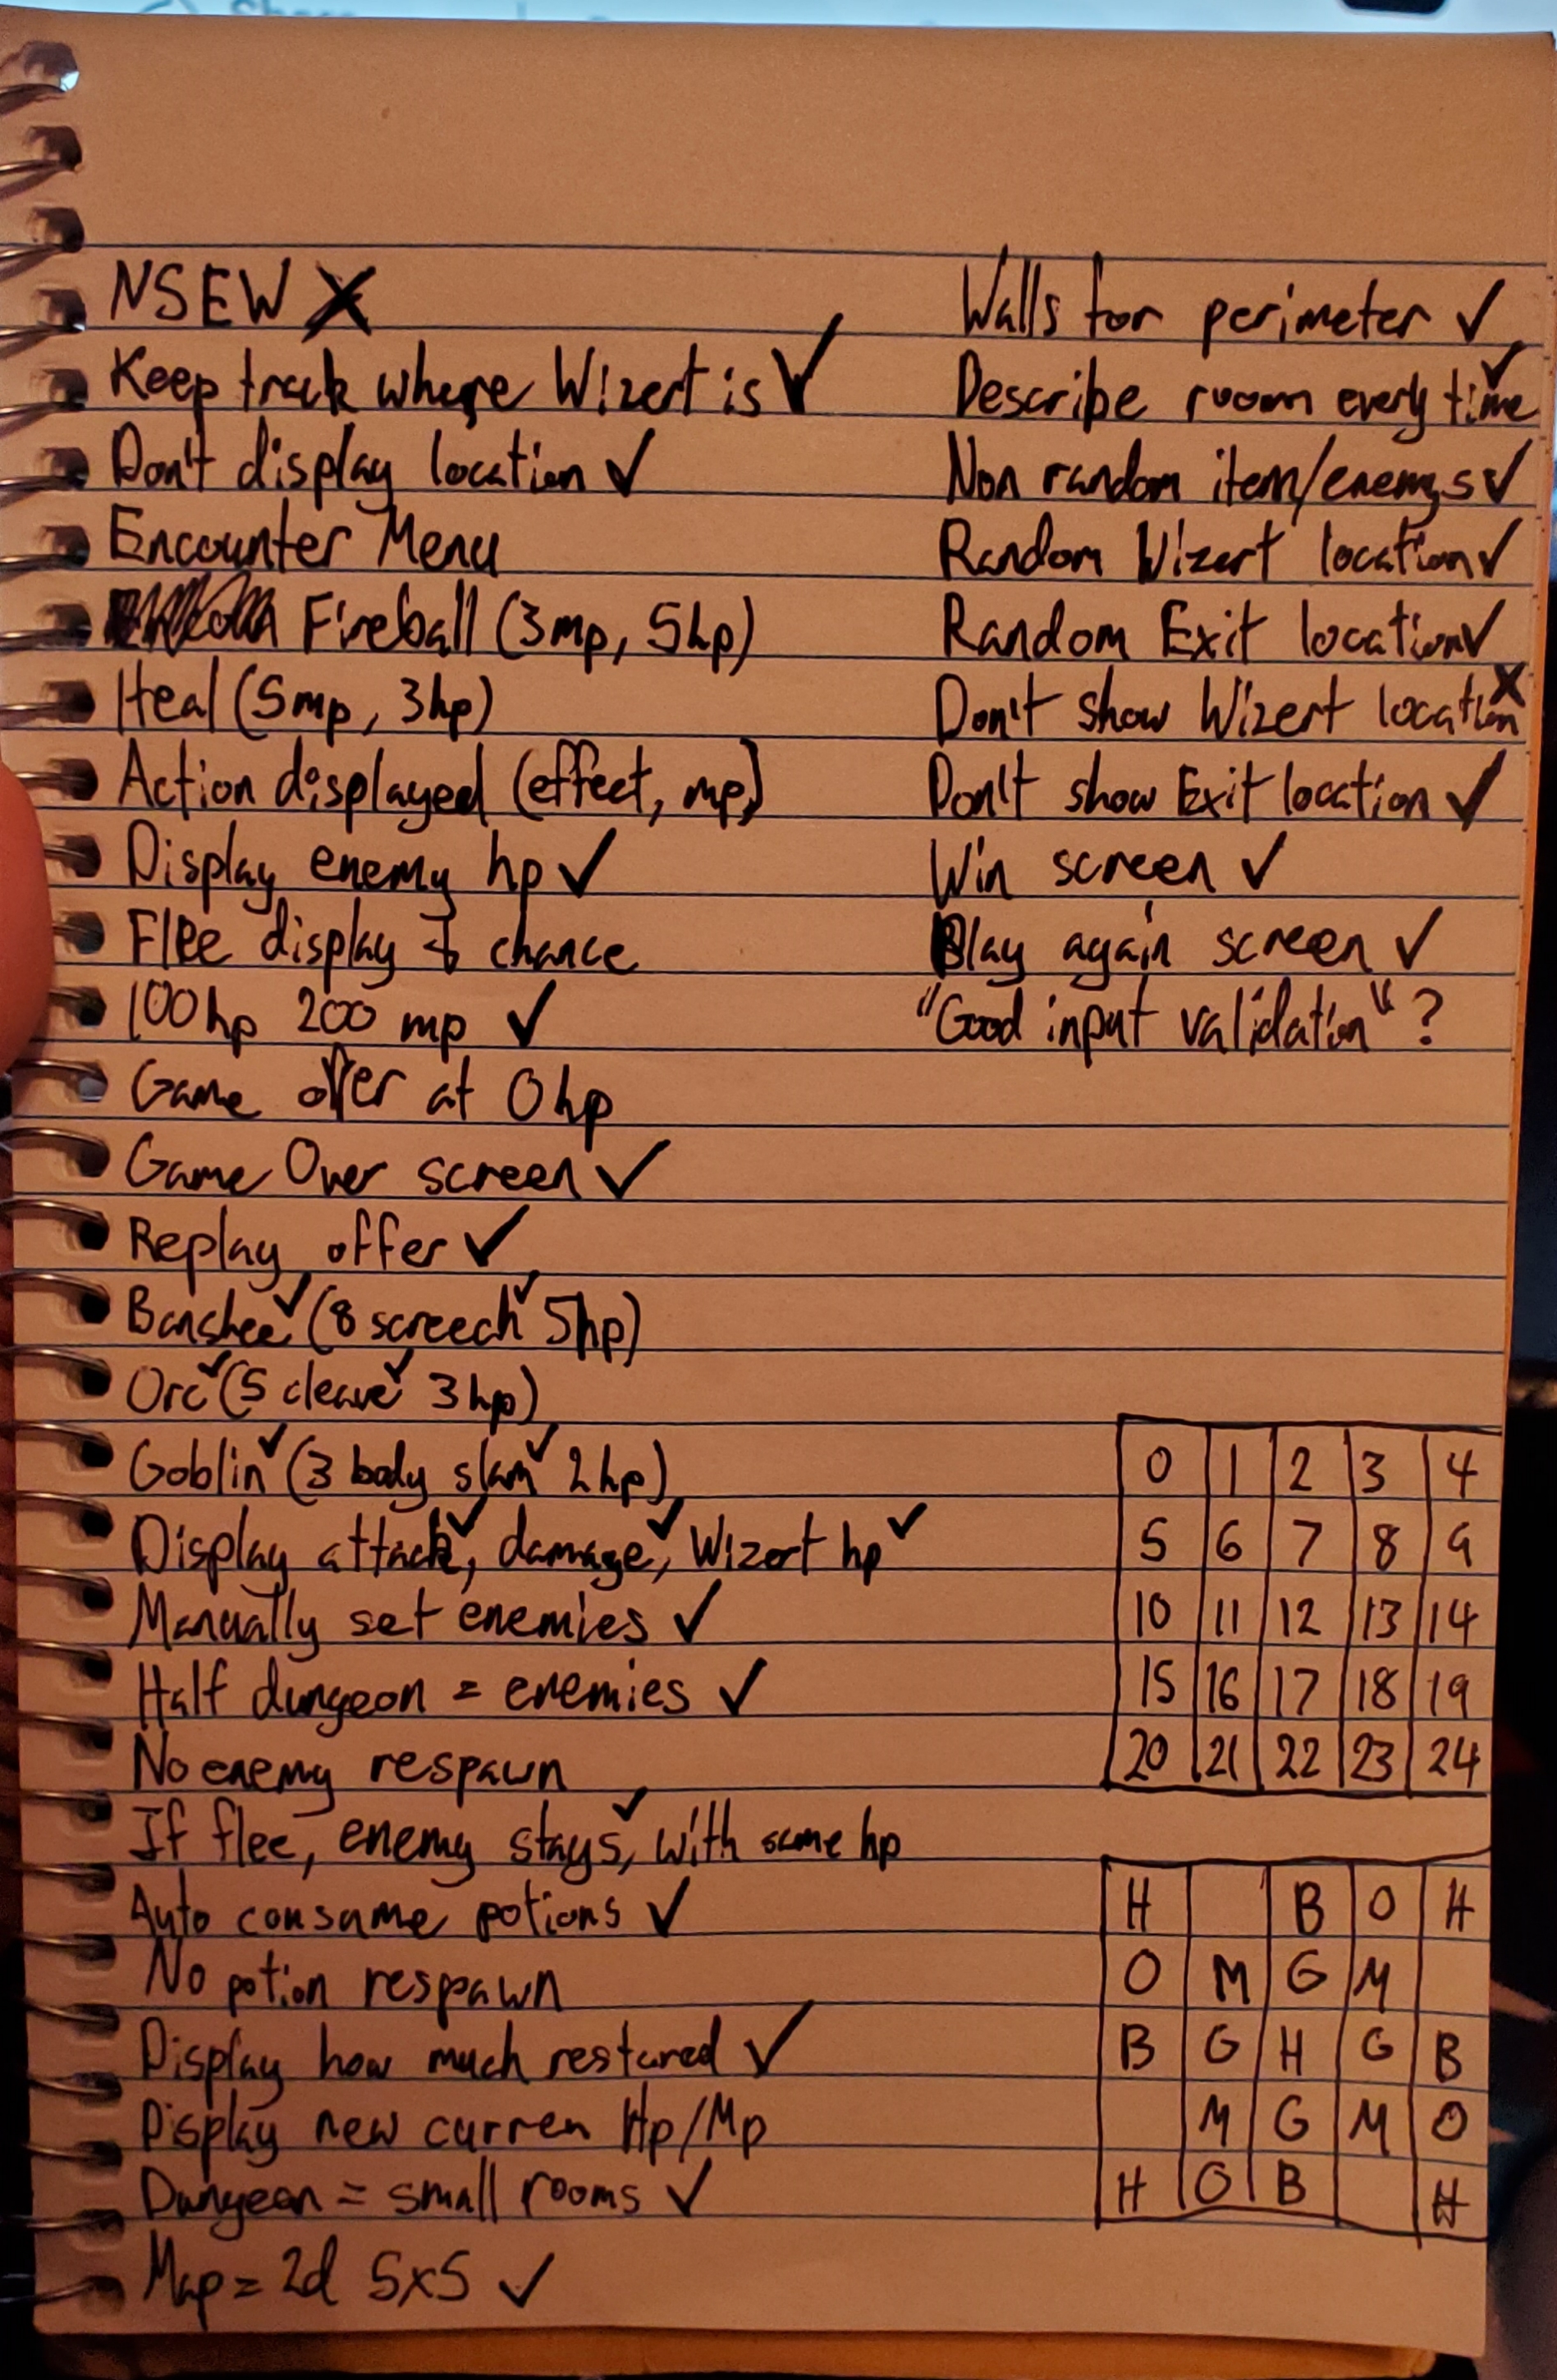 NSEW X
Keep track where Wizert is ✓
Don't display location ✓
Encounter Menu
Fireball (3mp, 5hp)
Heal (5mp, 3hp)
Action displayed (effect, mp)
Display enemy hp ✓
Flee display & chance
100hp 200 mp ✓
Game over at 0hp
Game Over screen ✓
Replay offer ✓
Banshee ✓ (8 screech ✓ 5hp)
Orc ✓ (5 cleave ✓ 3hp)
Goblin ✓ (3 body slam ✓ 2hp)
Display attack ✓, damage ✓, Wizert hp ✓
Manually set enemies ✓
Half dungeon = enemies ✓
No enemy respawn
If flee, enemy stays ✓, with same hp
Auto consume potions ✓
No potion respawn
Display how much restored ✓
Display new curren Hp/Mp
Dungeon = small rooms ✓
Map = 2d 5x5 ✓
Walls for perimeter ✓
Describe room every time ✓
Non random item/enemys ✓
Random Wizert location ✓
Random Exit location ✓
Don't show Wizert location X
Don't show Exit location ✓
Win screen ✓
Play again screen ✓
"Good input validation" ?
0 1 2 3 4
5 6 7 8 9
10 11 12 13 14
15 16 17 18 19
20 21 22 23 24
H B O H
O M G M
B G H G B
M G M O
H O B H